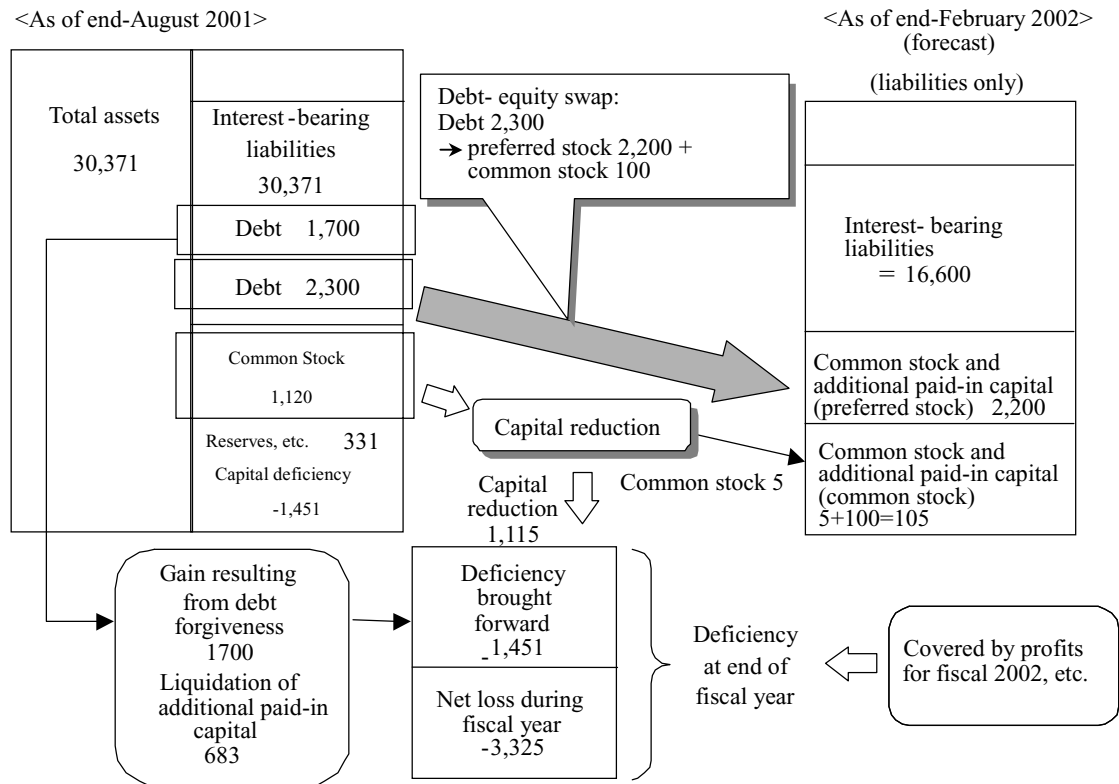 <As of end-August 2001>
Total assets
30,371
Interest-bearing
liabilities
30,371
Debt 1,700
Debt 2,300
Common Stock
1,120
Reserves, etc. 331
Capital deficiency
-1,451
Debt- equity swap:
Debt 2,300
→ preferred stock 2,200 +
common stock 100
<As of end-February 2002>
(forecast)
(liabilities only)
Interest- bearing
liabilities
= 16,600
Common stock and
additional paid-in capital
(preferred stock) 2,200
Common stock and
additional paid-in capital
(common stock)
5+100=105
Capital reduction
Common stock 5
Capital
reduction
1,115
Gain resulting
from debt
forgiveness
1700
Liquidation of
additional paid-in
capital
683
Deficiency
brought
forward
-1,451
Net loss during
fiscal year
-3,325
Deficiency
at end of
fiscal year
Covered by profits
for fiscal 2002, etc.